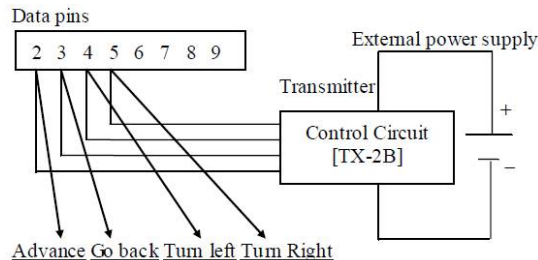 Data pins
2 3 4 5 6 7 8 9
External power supply
Transmitter
+
Control Circuit
[TX-2B]
−
Advance Go back Turn left Turn Right